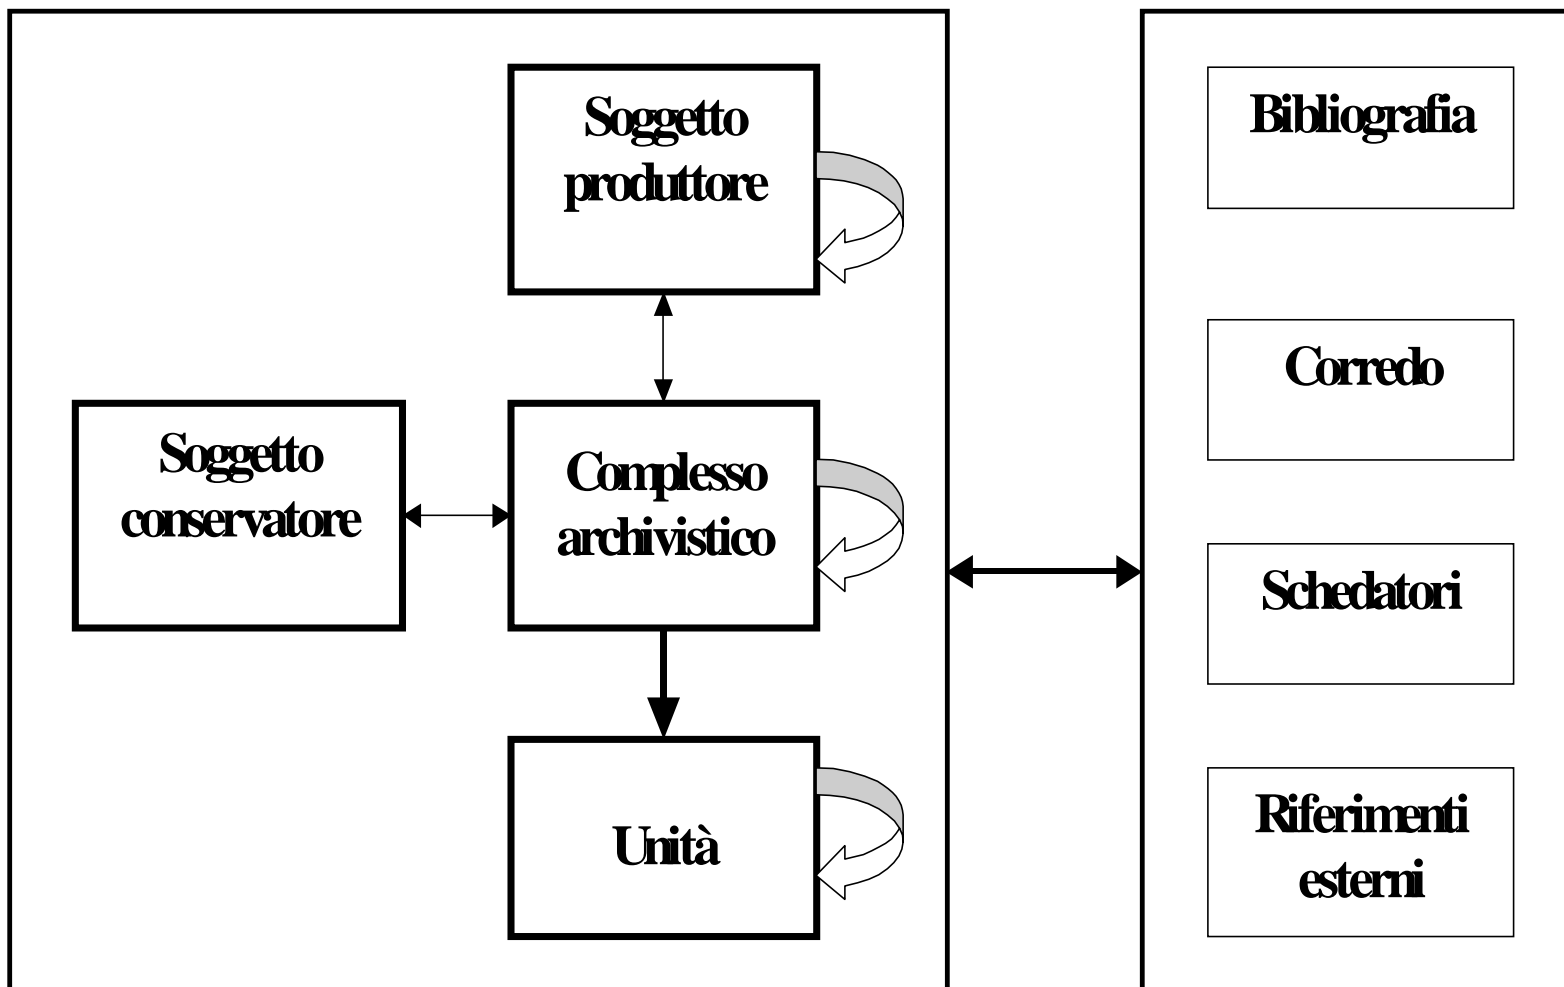 Soggetto
produttore
Soggetto
conservatore
Complesso
archivistico
Unità
Bibliografia
Corredo
Schedatori
Riferimenti
esterni